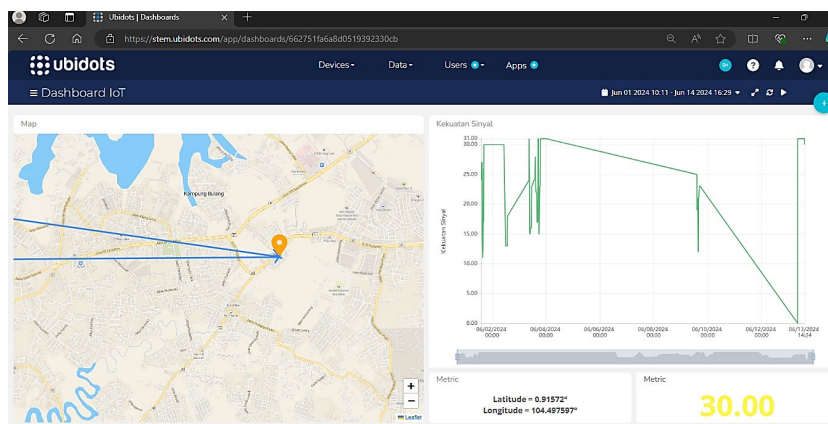 Ubidots | Dashboards
https://stem.ubidots.com/app/dashboards/662751fa6a8d0519392330cb
ubidots
Devices
Data
Users
Apps
Dashboard IoT
Jun 01 2024 10:11 - Jun 14 2024 16:29
Map
Kampung Bulang
Leaflet
Kekuatan Sinyal
31.00
30.00
25.00
20.00
15.00
10.00
5.00
0.00
Kekuatan Sinyal
06/02/2024 00:00
06/04/2024 00:00
06/06/2024 00:00
06/08/2024 00:00
06/10/2024 00:00
06/12/2024 00:00
06/13/2024 14:24
Metric
Latitude = 0.91572°
Longitude = 104.497597°
Metric
30.00